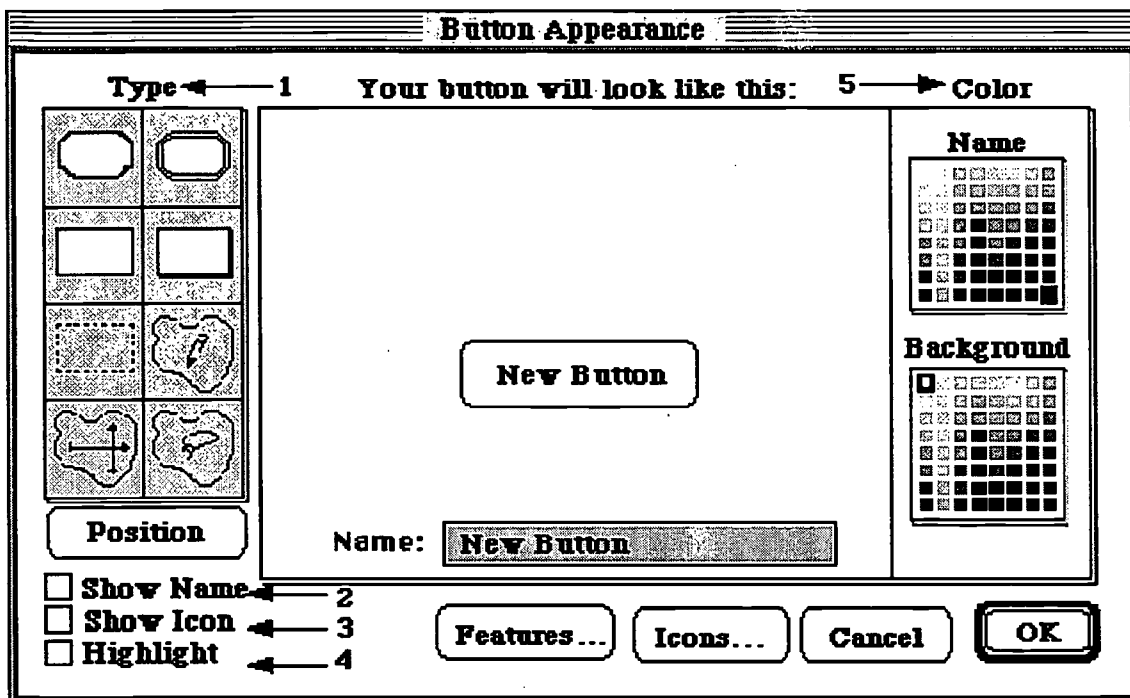 Button Appearance
Type 1 Your button will look like this: 5 Color
Name
Background
New Button
Position
Name: New Button
Show Name 2
Show Icon 3
Highlight 4
Features... Icons... Cancel OK